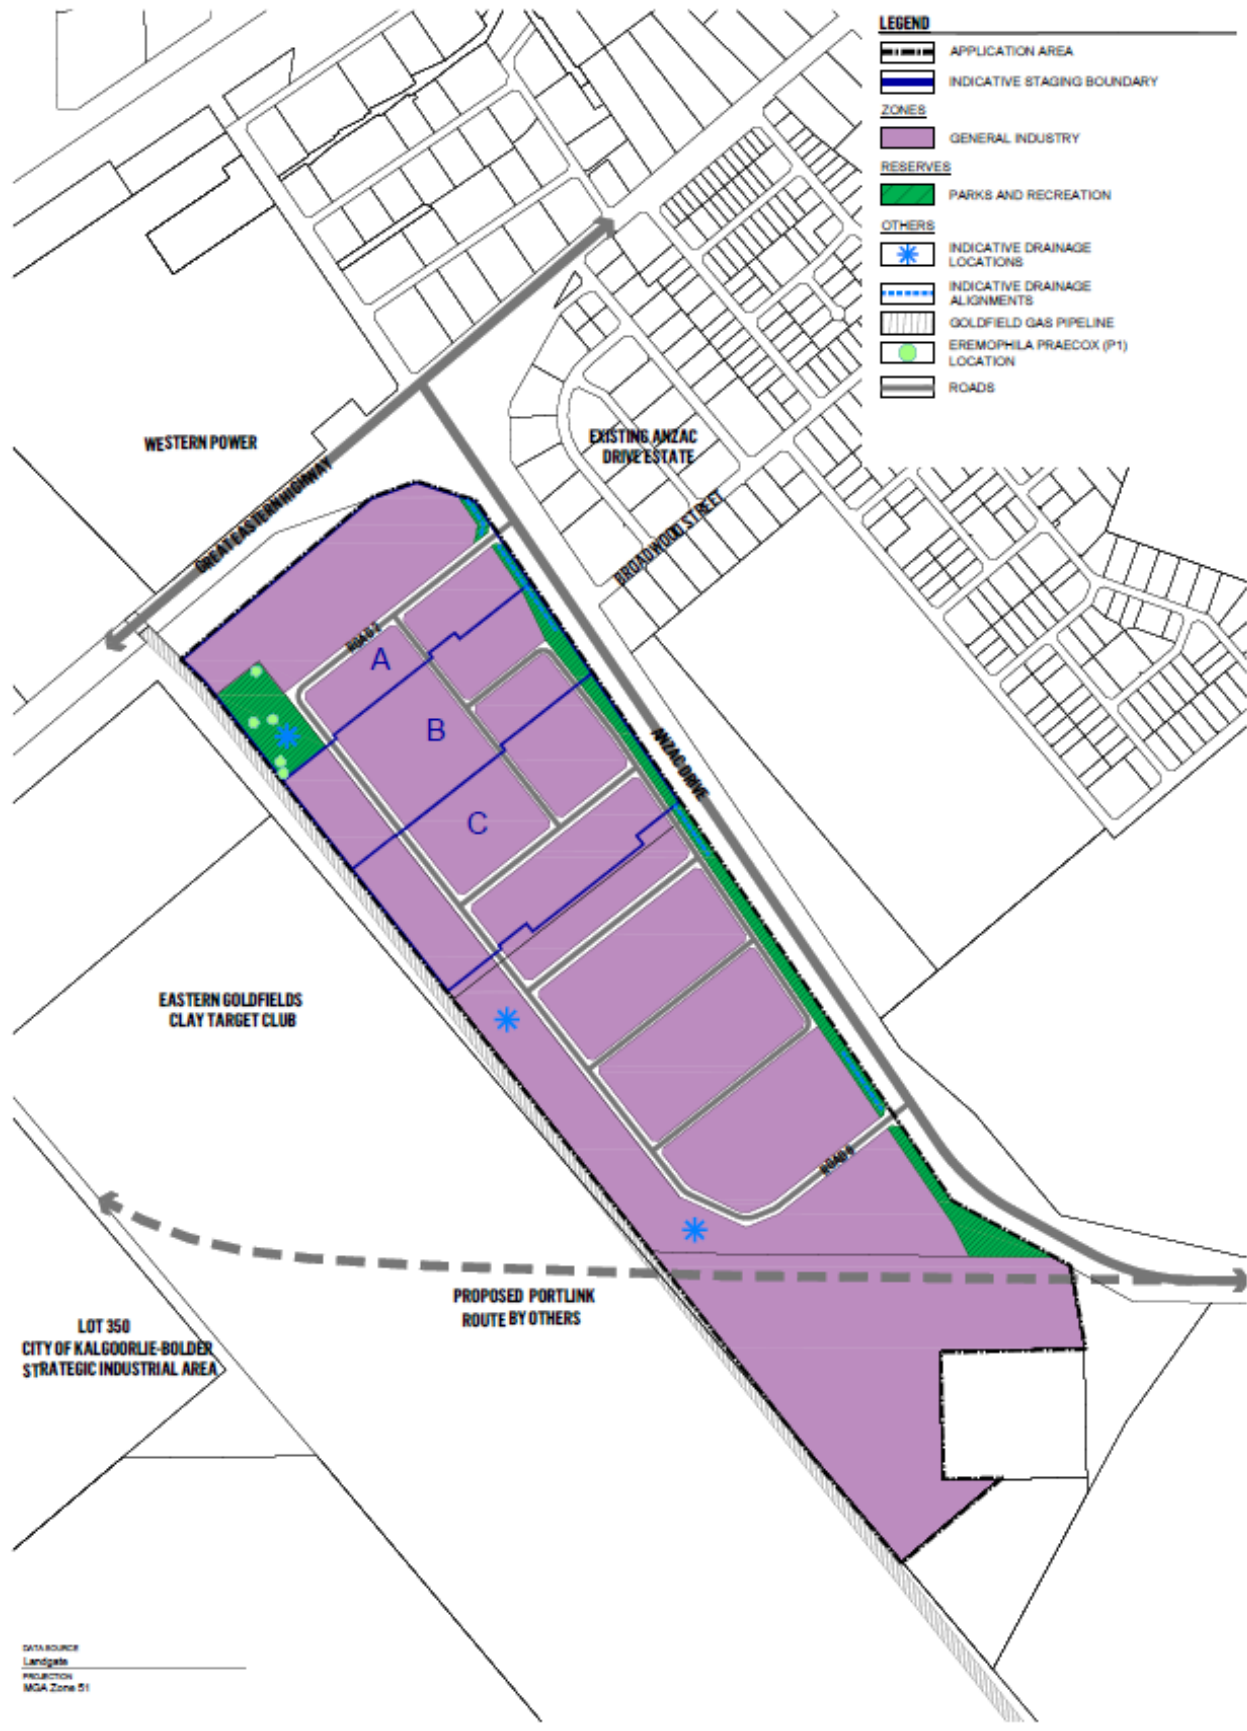 LEGEND
APPLICATION AREA
INDICATIVE STAGING BOUNDARY
ZONES
GENERAL INDUSTRY
RESERVES
PARKS AND RECREATION
OTHERS
INDICATIVE DRAINAGE
LOCATIONS
INDICATIVE DRAINAGE
ALIGNMENTS
GOLDFIELD GAS PIPELINE
EREMOPHILA PRAECOX (P1)
LOCATION
ROADS
WESTERN POWER
EXISTING ANZAC
DRIVE ESTATE
GREAT EASTERN HIGHWAY
BROADWOOD STREET
ROAD 2
A
B
ANZAC DRIVE
C
EASTERN GOLDFIELDS
CLAY TARGET CLUB
PROPOSED PORTLINK
ROUTE BY OTHERS
LOT 350
CITY OF KALGOORLIE-BOLDER
STRATEGIC INDUSTRIAL AREA
DATA SOURCE
Landgate
PROJECTION
MGA Zone 51